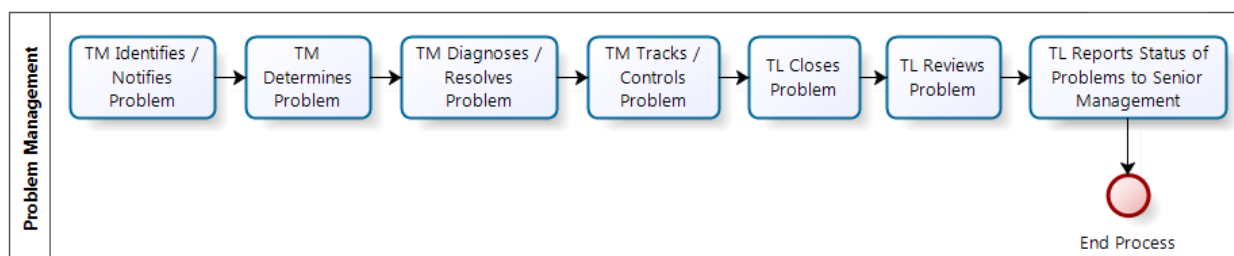 Problem Management
TM Identifies /
Notifies
Problem
TM
Determines
Problem
TM Diagnoses /
Resolves
Problem
TM Tracks /
Controls
Problem
TL Closes
Problem
TL Reviews
Problem
TL Reports Status of
Problems to Senior
Management
End Process